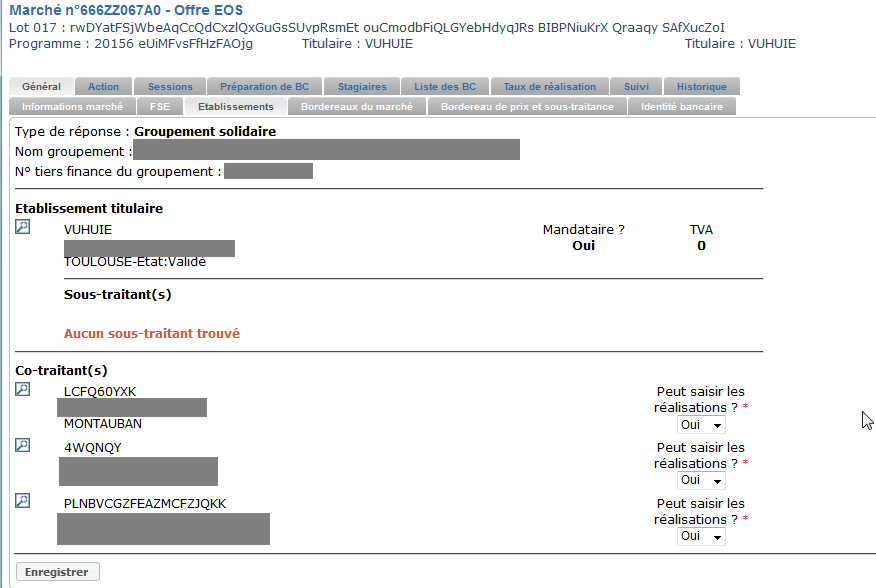 Marché n°666ZZ067A0 - Offre EOS
Lot 017 : rwDYatFSjWbeAqCcQdCxzlQxGuGsSUvpRsmEt ouCmodbFiQLGYebHdyqJRs BIBPNiuKrX Qraaqy SAfXucZoI
Programme : 20156 eUiMFvsFfHzFAOjg Titulaire : VUHUIE Titulaire : VUHUIE
Général Action Sessions Préparation de BC Stagiaires Liste des BC Taux de réalisation Suivi Historique
Informations marché FSE Etablissements Bordereaux du marché Bordereau de prix et sous-traitance Identité bancaire
Type de réponse : Groupement solidaire
Nom groupement :
N° tiers finance du groupement :
Etablissement titulaire
VUHUIE Mandataire ? TVA
Oui 0
TOULOUSE-Etat:Validé
Sous-traitant(s)
Aucun sous-traitant trouvé
Co-traitant(s)
LCFQ60YXK Peut saisir les
réalisations ? *
MONTAUBAN Oui
4WQNQY Peut saisir les
réalisations ? *
Oui
PLNBVCGZFEAZMCFZJQKK Peut saisir les
réalisations ? *
Oui
Enregistrer